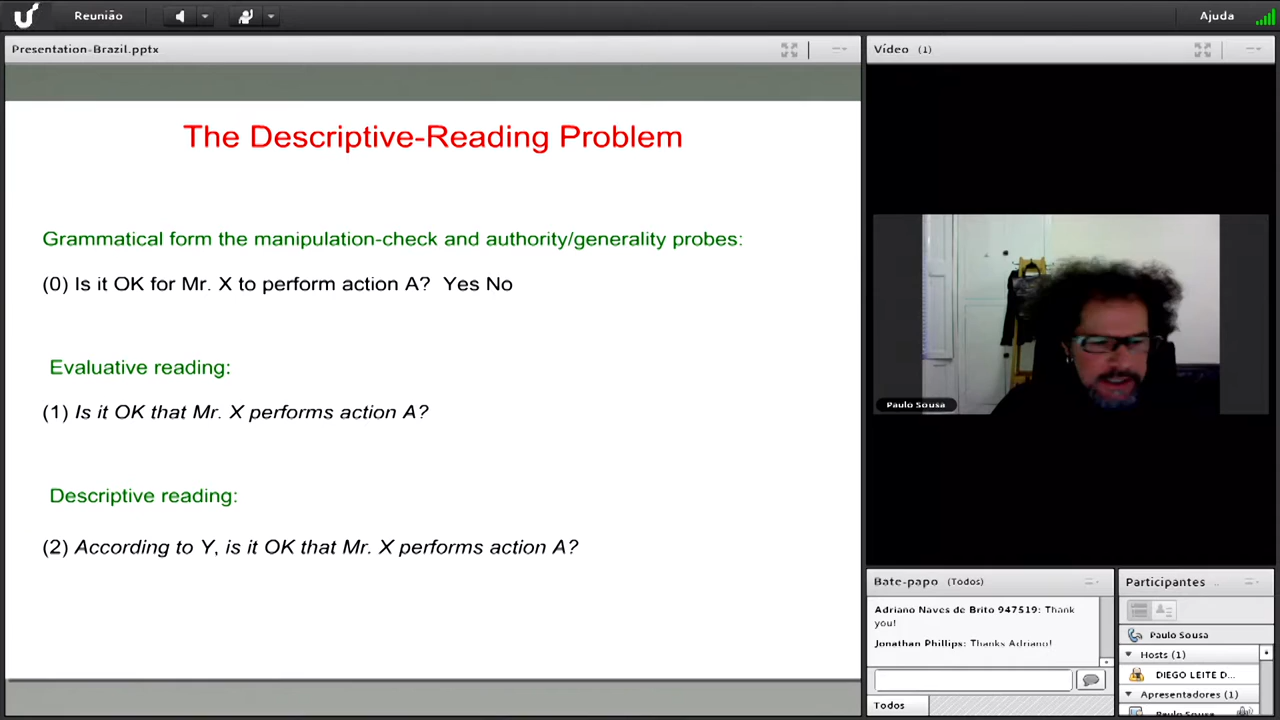 Reunião
Ajuda
Presentation-Brazil.pptx
The Descriptive-Reading Problem
Grammatical form the manipulation-check and authority/generality probes:
(0) Is it OK for Mr. X to perform action A? Yes No
Evaluative reading:
(1) Is it OK that Mr. X performs action A?
Descriptive reading:
(2) According to Y, is it OK that Mr. X performs action A?
Vídeo (1)
Paulo Sousa
Bate-papo (Todos)
Adriano Naves de Brito 947519: Thank
you!
Jonathan Phillips: Thanks Adriano!
Todos
Participantes ..
Paulo Sousa
Hosts (1)
DIEGO LEITE D...
Apresentadores (1)
Paulo Sousa